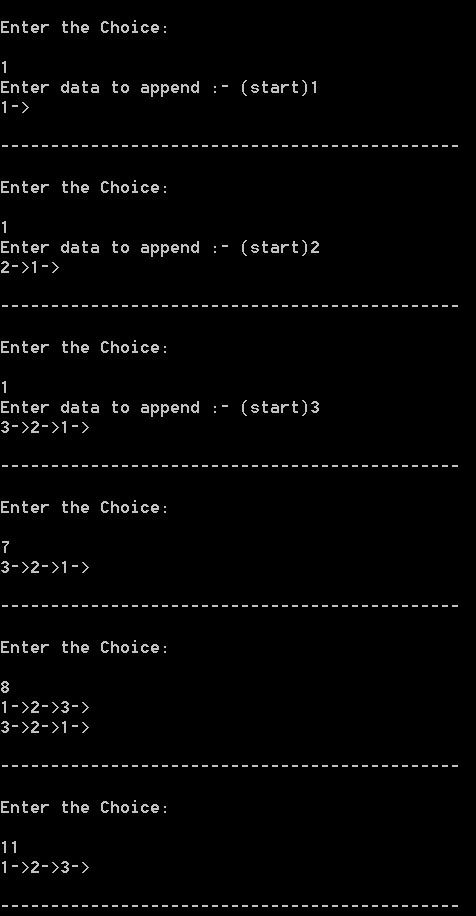 Enter the Choice:
1
Enter data to append :- (start)1
1->
----------------------------------------------
Enter the Choice:
1
Enter data to append :- (start)2
2->1->
----------------------------------------------
Enter the Choice:
1
Enter data to append :- (start)3
3->2->1->
----------------------------------------------
Enter the Choice:
7
3->2->1->
----------------------------------------------
Enter the Choice:
8
1->2->3->
3->2->1->
----------------------------------------------
Enter the Choice:
11
1->2->3->
----------------------------------------------